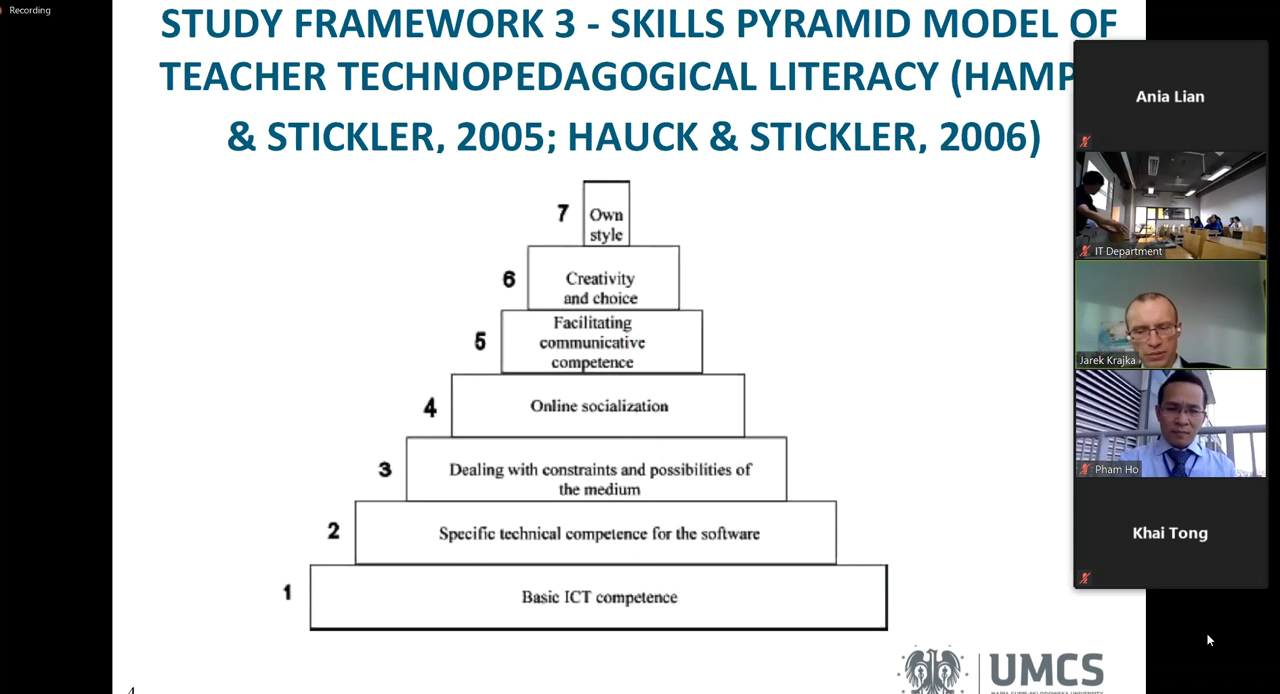 Recording
STUDY FRAMEWORK 3 - SKILLS PYRAMID MODEL OF
TEACHER TECHNOPEDAGOGICAL LITERACY (HAMP
& STICKLER, 2005; HAUCK & STICKLER, 2006)
7
Own
style
6
Creativity
and choice
5
Facilitating
communicative
competence
4
Online socialization
3
Dealing with constraints and possibilities of
the medium
2
Specific technical competence for the software
1
Basic ICT competence
UMCS
4
Ania Lian
IT Department
Jarek Krajka
Pham Ho
Khai Tong